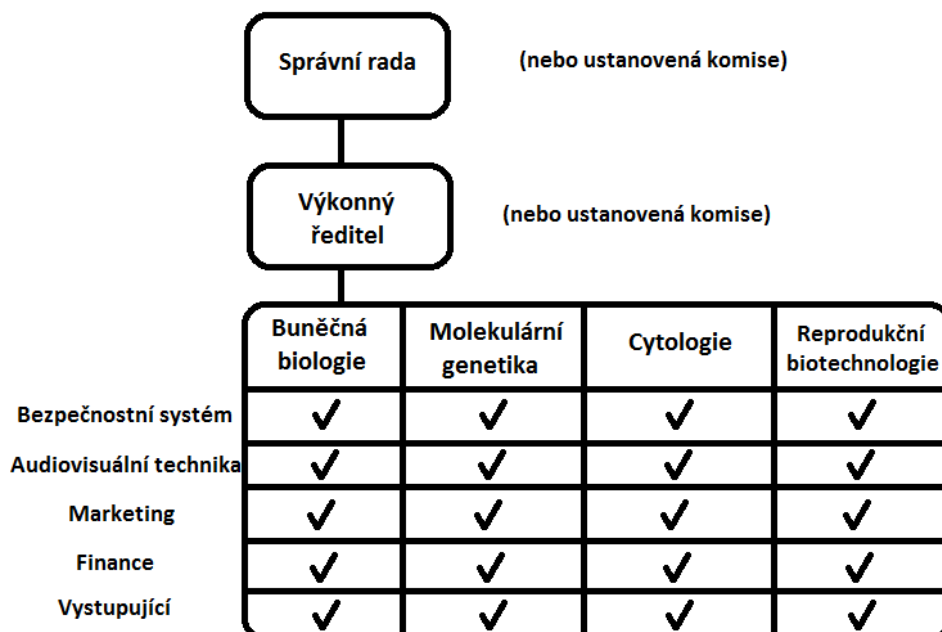 Správní rada
(nebo ustanovená komise)
Výkonný
ředitel
(nebo ustanovená komise)
Buněčná
biologie
Molekulární
genetika
Cytologie
Reprodukční
biotechnologie
Bezpečnostní systém
Audiovisuální technika
Marketing
Finance
Vystupující